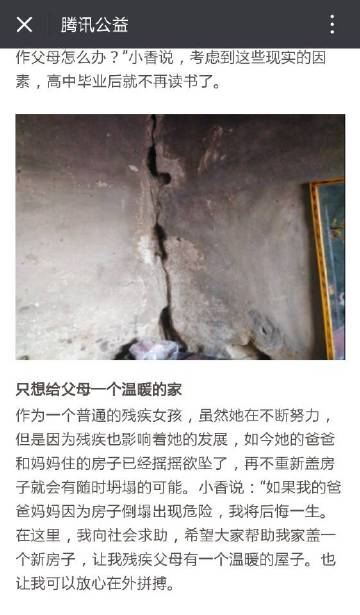 腾讯公益
作父母怎么办？”小香说，考虑到这些现实的因
素，高中毕业后就不再读书了。
只想给父母一个温暖的家
作为一个普通的残疾女孩，虽然她在不断努力，
但是因为残疾也影响着她的发展，如今她的爸爸
和妈妈住的房子已经摇摇欲坠了，再不重新盖房
子就会有随时坍塌的可能。小香说：“如果我的爸
爸妈妈因为房子倒塌出现危险，我将后悔一生。
在这里，我向社会求助，希望大家帮助我家盖一
个新房子，让我残疾父母有一个温暖的屋子。也
让我可以放心在外拼搏。